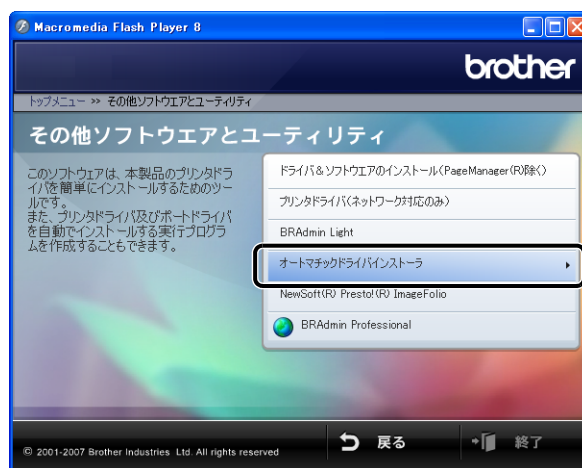 Macromedia Flash Player 8
brother
トップメニュー >> その他ソフトウエアとユーティリティ
その他ソフトウエアとユーティリティ
このソフトウェアは、本製品のプリンタドラ
イバを簡単にインストールするためのツー
ルです。
また、プリンタドライバ及びポートドライバ
を自動でインストールする実行プログラ
ムを作成することもできます。
ドライバ&ソフトウエアのインストール(PageManager(R)除く)
プリンタドライバ(ネットワーク対応のみ)
BRAdmin Light
オートマチックドライバインストーラ
NewSoft(R) Presto!(R) ImageFolio
BRAdmin Professional
© 2001-2007 Brother Industries Ltd. All rights reserved
戻る
終了